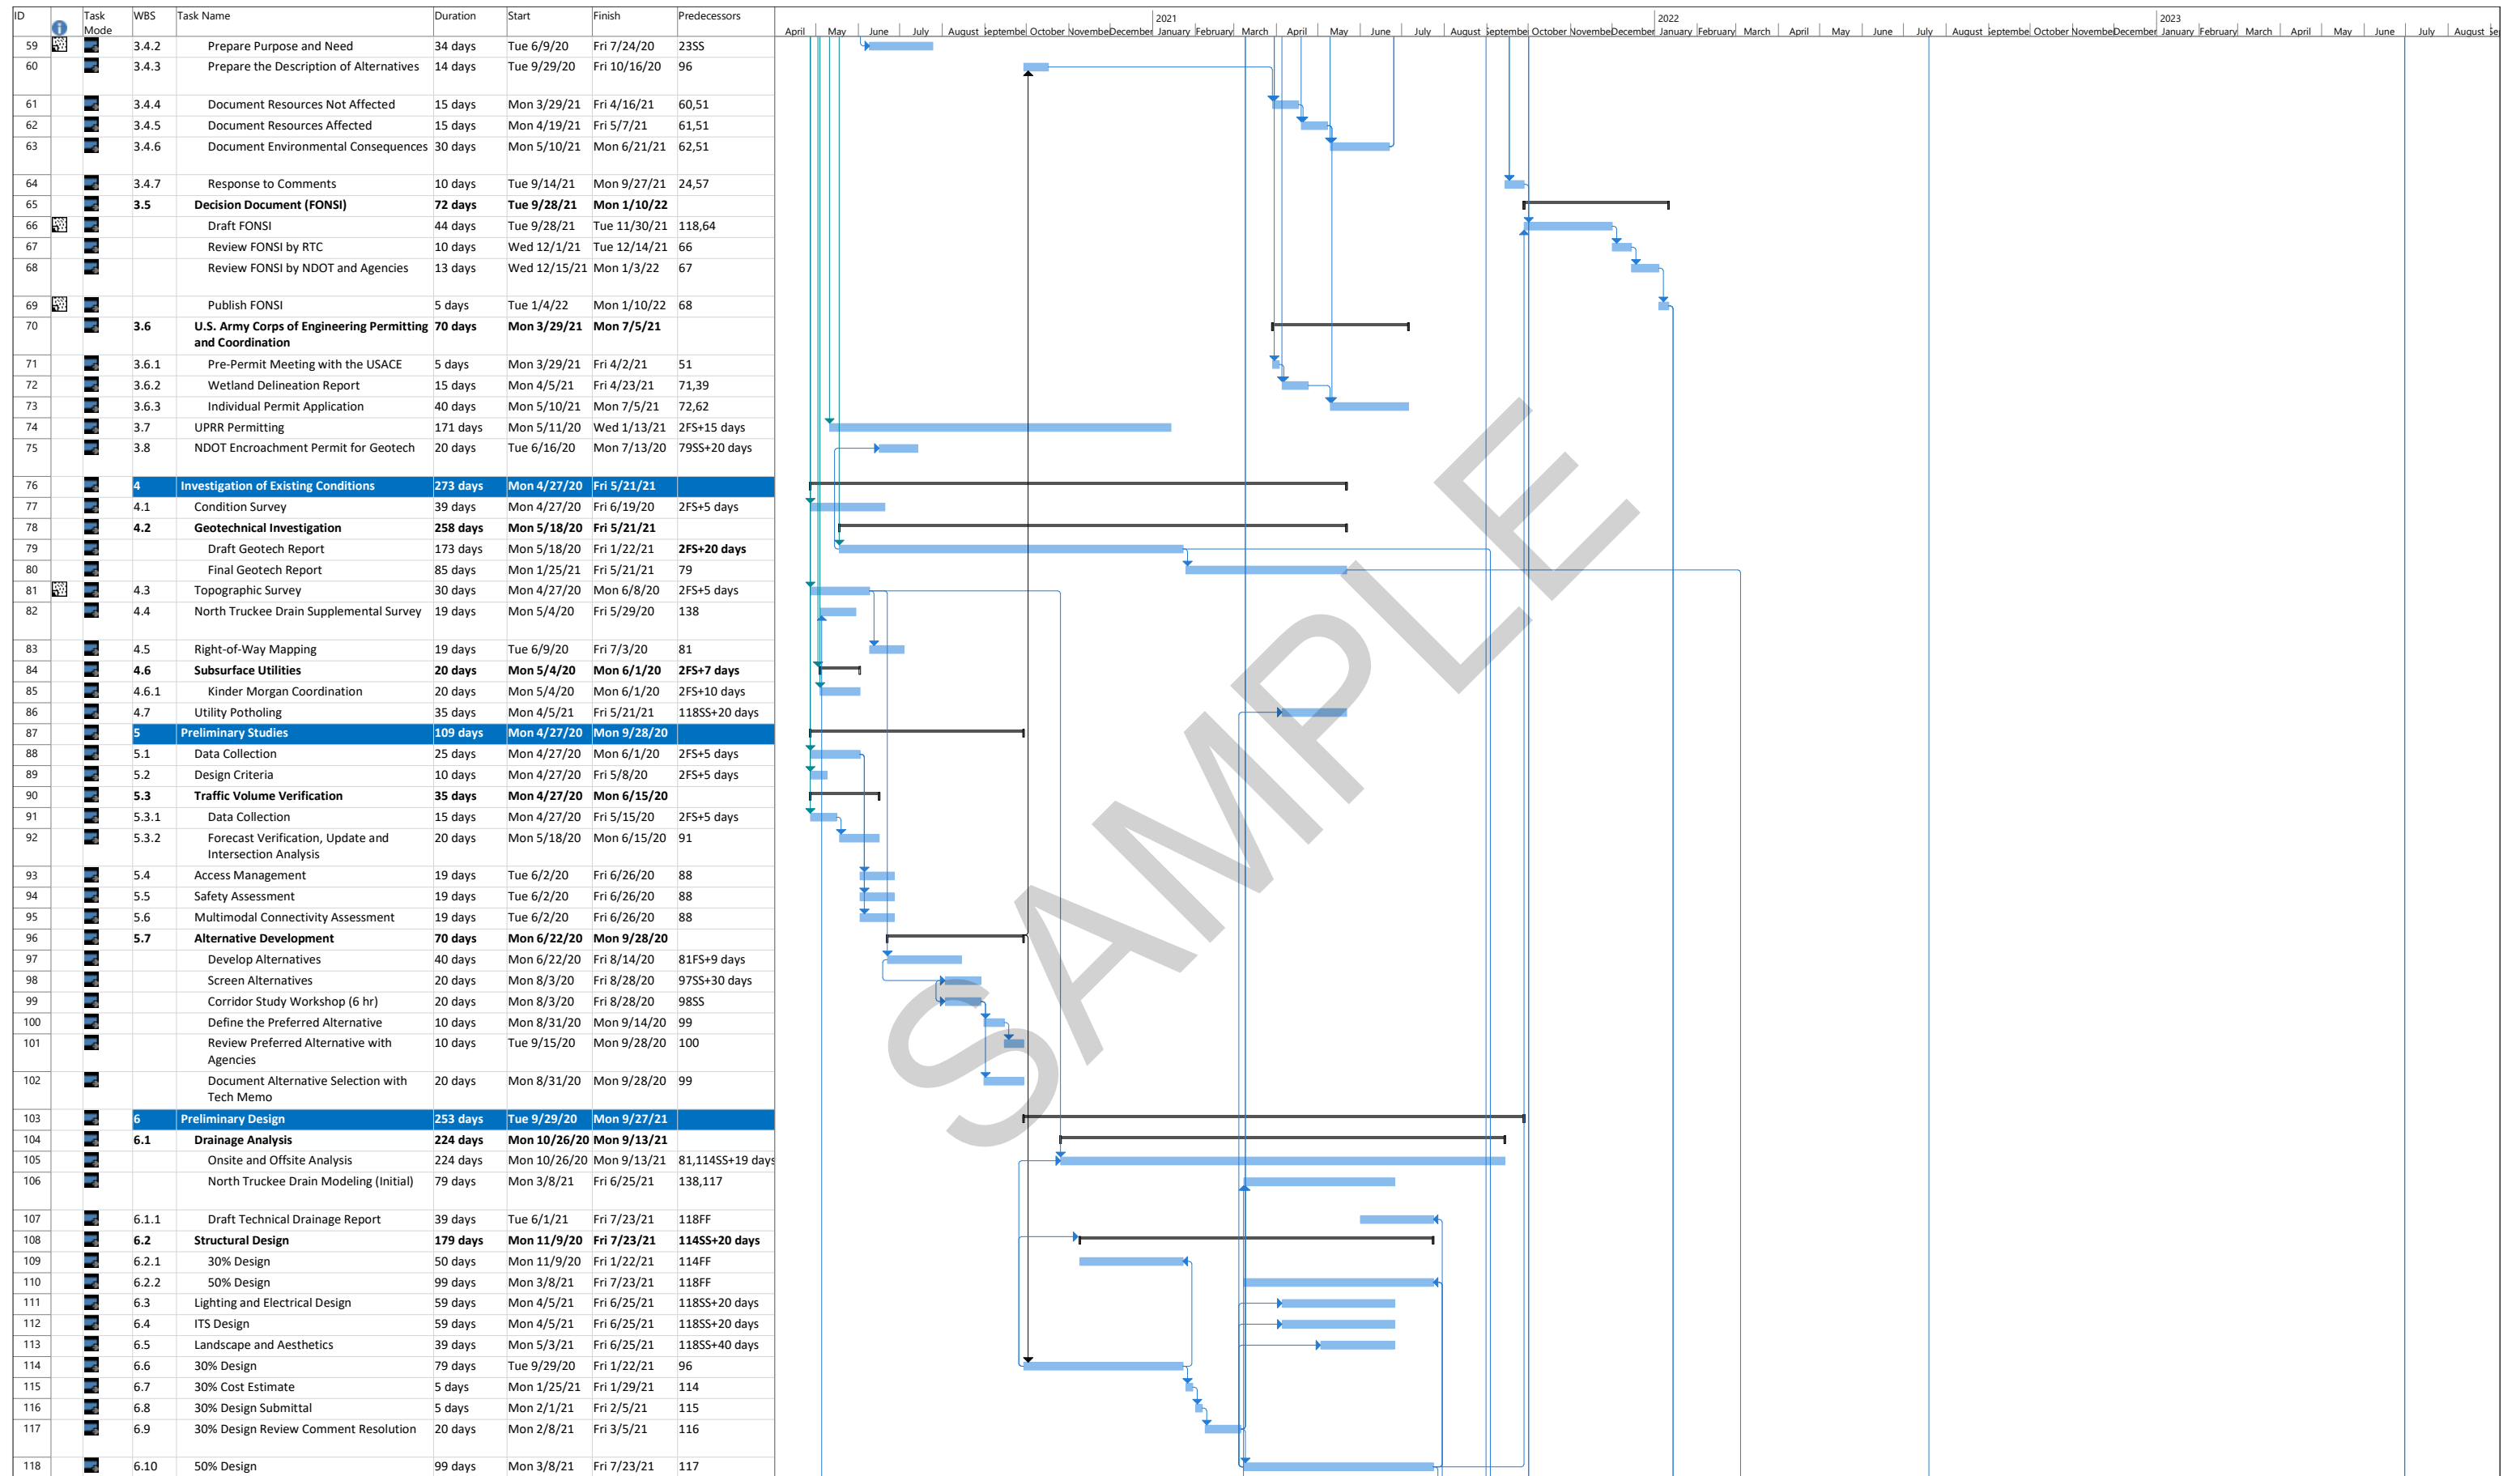 ID Task Mode WBS Task Name Duration Start Finish Predecessors
2021 2022 2023
April May June July August Septembe October Novembe December January February March April May June July August Septembe October Novembe December January February March April May June July August Septembe October Novembe December January February March April May June July August Se
59 3.4.2 Prepare Purpose and Need 34 days Tue 6/9/20 Fri 7/24/20 23SS
60 3.4.3 Prepare the Description of Alternatives 14 days Tue 9/29/20 Fri 10/16/20 96
61 3.4.4 Document Resources Not Affected 15 days Mon 3/29/21 Fri 4/16/21 60,51
62 3.4.5 Document Resources Affected 15 days Mon 4/19/21 Fri 5/7/21 61,51
63 3.4.6 Document Environmental Consequences 30 days Mon 5/10/21 Mon 6/21/21 62,51
64 3.4.7 Response to Comments 10 days Tue 9/14/21 Mon 9/27/21 24,57
65 3.5 Decision Document (FONSI) 72 days Tue 9/28/21 Mon 1/10/22
66 Draft FONSI 44 days Tue 9/28/21 Tue 11/30/21 118,64
67 Review FONSI by RTC 10 days Wed 12/1/21 Tue 12/14/21 66
68 Review FONSI by NDOT and Agencies 13 days Wed 12/15/21 Mon 1/3/22 67
69 Publish FONSI 5 days Tue 1/4/22 Mon 1/10/22 68
70 3.6 U.S. Army Corps of Engineering Permitting 70 days Mon 3/29/21 Mon 7/5/21
and Coordination
71 3.6.1 Pre-Permit Meeting with the USACE 5 days Mon 3/29/21 Fri 4/2/21 51
72 3.6.2 Wetland Delineation Report 15 days Mon 4/5/21 Fri 4/23/21 71,39
73 3.6.3 Individual Permit Application 40 days Mon 5/10/21 Mon 7/5/21 72,62
74 3.7 UPRR Permitting 171 days Mon 5/11/20 Wed 1/13/21 2FS+15 days
75 3.8 NDOT Encroachment Permit for Geotech 20 days Tue 6/16/20 Mon 7/13/20 79SS+20 days
76 4 Investigation of Existing Conditions 273 days Mon 4/27/20 Fri 5/21/21
77 4.1 Condition Survey 39 days Mon 4/27/20 Fri 6/19/20 2FS+5 days
78 4.2 Geotechnical Investigation 258 days Mon 5/18/20 Fri 5/21/21
79 Draft Geotech Report 173 days Mon 5/18/20 Fri 1/22/21 2FS+20 days
80 Final Geotech Report 85 days Mon 1/25/21 Fri 5/21/21 79
81 4.3 Topographic Survey 30 days Mon 4/27/20 Mon 6/8/20 2FS+5 days
82 4.4 North Truckee Drain Supplemental Survey 19 days Mon 5/4/20 Fri 5/29/20 138
83 4.5 Right-of-Way Mapping 19 days Tue 6/9/20 Fri 7/3/20 81
84 4.6 Subsurface Utilities 20 days Mon 5/4/20 Mon 6/1/20 2FS+7 days
85 4.6.1 Kinder Morgan Coordination 20 days Mon 5/4/20 Mon 6/1/20 2FS+10 days
86 4.7 Utility Potholing 35 days Mon 4/5/21 Fri 5/21/21 118SS+20 days
87 5 Preliminary Studies 109 days Mon 4/27/20 Mon 9/28/20
88 5.1 Data Collection 25 days Mon 4/27/20 Mon 6/1/20 2FS+5 days
89 5.2 Design Criteria 10 days Mon 4/27/20 Fri 5/8/20 2FS+5 days
90 5.3 Traffic Volume Verification 35 days Mon 4/27/20 Mon 6/15/20
91 5.3.1 Data Collection 15 days Mon 4/27/20 Fri 5/15/20 2FS+5 days
92 5.3.2 Forecast Verification, Update and 20 days Mon 5/18/20 Mon 6/15/20 91
Intersection Analysis
93 5.4 Access Management 19 days Tue 6/2/20 Fri 6/26/20 88
94 5.5 Safety Assessment 19 days Tue 6/2/20 Fri 6/26/20 88
95 5.6 Multimodal Connectivity Assessment 19 days Tue 6/2/20 Fri 6/26/20 88
96 5.7 Alternative Development 70 days Mon 6/22/20 Mon 9/28/20
97 Develop Alternatives 40 days Mon 6/22/20 Fri 8/14/20 81FS+9 days
98 Screen Alternatives 20 days Mon 8/3/20 Fri 8/28/20 97SS+30 days
99 Corridor Study Workshop (6 hr) 20 days Mon 8/3/20 Fri 8/28/20 98SS
100 Define the Preferred Alternative 10 days Mon 8/31/20 Mon 9/14/20 99
101 Review Preferred Alternative with 10 days Tue 9/15/20 Mon 9/28/20 100
Agencies
102 Document Alternative Selection with 20 days Mon 8/31/20 Mon 9/28/20 99
Tech Memo
103 6 Preliminary Design 253 days Tue 9/29/20 Mon 9/27/21
104 6.1 Drainage Analysis 224 days Mon 10/26/20 Mon 9/13/21
105 Onsite and Offsite Analysis 224 days Mon 10/26/20 Mon 9/13/21 81,114SS+19 days
106 North Truckee Drain Modeling (Initial) 79 days Mon 3/8/21 Fri 6/25/21 138,117
107 6.1.1 Draft Technical Drainage Report 39 days Tue 6/1/21 Fri 7/23/21 118FF
108 6.2 Structural Design 179 days Mon 11/9/20 Fri 7/23/21 114SS+20 days
109 6.2.1 30% Design 50 days Mon 11/9/20 Fri 1/22/21 114FF
110 6.2.2 50% Design 99 days Mon 3/8/21 Fri 7/23/21 118FF
111 6.3 Lighting and Electrical Design 59 days Mon 4/5/21 Fri 6/25/21 118SS+20 days
112 6.4 ITS Design 59 days Mon 4/5/21 Fri 6/25/21 118SS+20 days
113 6.5 Landscape and Aesthetics 39 days Mon 5/3/21 Fri 6/25/21 118SS+40 days
114 6.6 30% Design 79 days Tue 9/29/20 Fri 1/22/21 96
115 6.7 30% Cost Estimate 5 days Mon 1/25/21 Fri 1/29/21 114
116 6.8 30% Design Submittal 5 days Mon 2/1/21 Fri 2/5/21 115
117 6.9 30% Design Review Comment Resolution 20 days Mon 2/8/21 Fri 3/5/21 116
118 6.10 50% Design 99 days Mon 3/8/21 Fri 7/23/21 117
SAMPLE